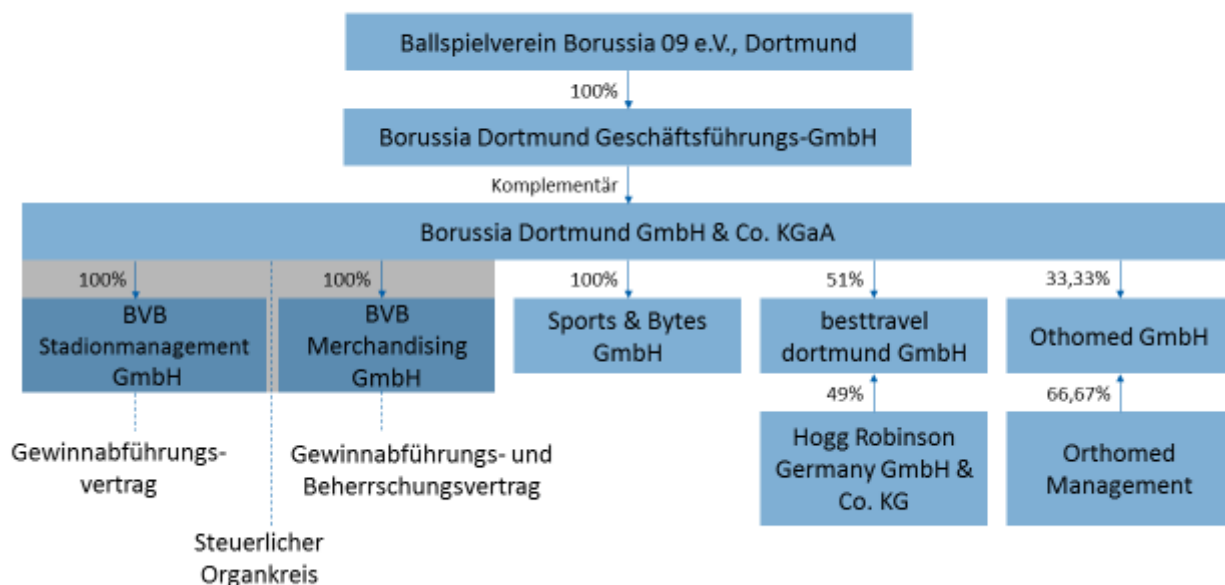 Ballspielverein Borussia 09 e.V., Dortmund
100%
Borussia Dortmund Geschäftsführungs-GmbH
Komplementär
Borussia Dortmund GmbH & Co. KGaA
100%
100%
100%
51%
33,33%
BVB
Stadionmanagement
GmbH
BVB
Merchandising
GmbH
Sports & Bytes
GmbH
besttravel
dortmund GmbH
Othomed GmbH
49%
66,67%
Hogg Robinson
Germany GmbH &
Co. KG
Orthomed
Management
Gewinnabführungs-
vertrag
Gewinnabführungs- und
Beherrschungsvertrag
Steuerlicher
Organkreis